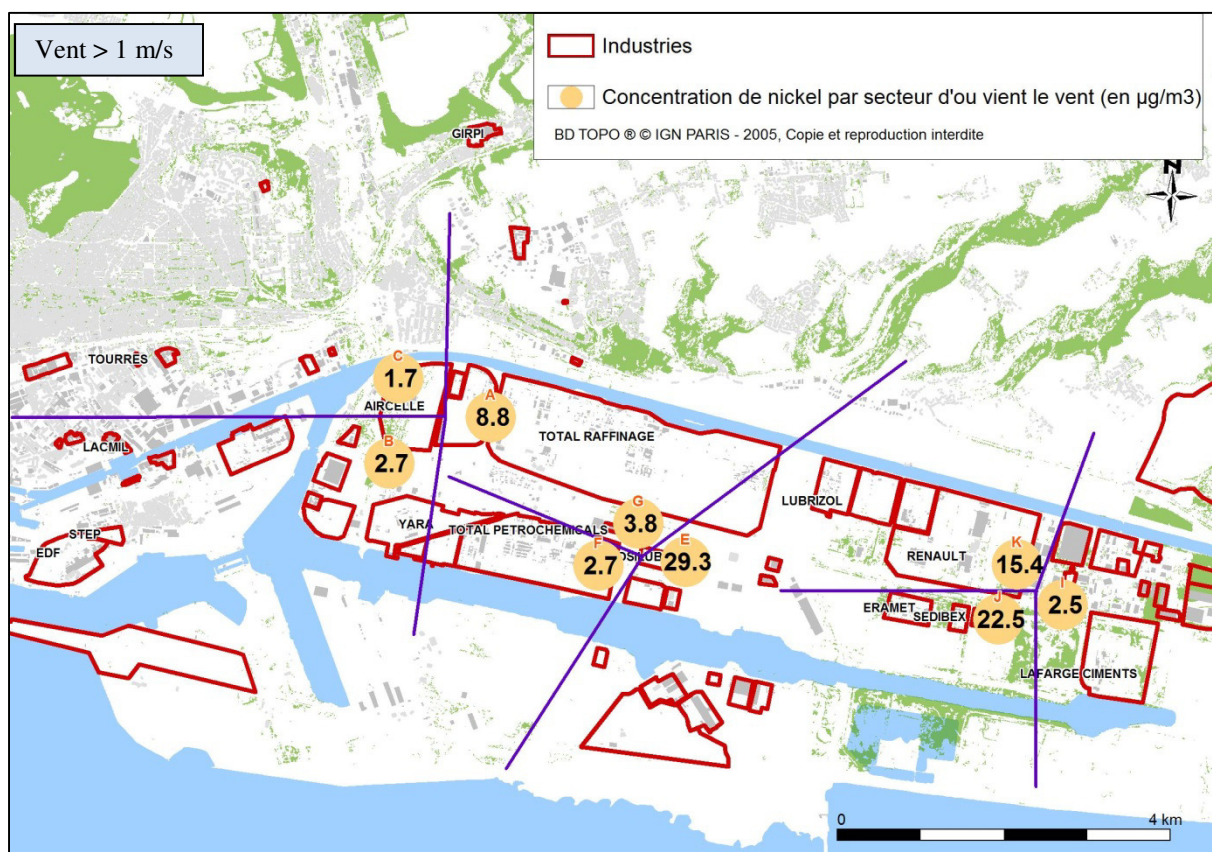 Vent > 1 m/s
Industries
Concentration de nickel par secteur d'ou vient le vent (en µg/m3)
BD TOPO ® © IGN PARIS - 2005, Copie et reproduction interdite
GIRPI
N
TOURRES
C
1.7
AIRCELLE
A
8.8
TOTAL RAFFINAGE
LACMIL
B
2.7
LUBRIZOL
G
3.8
YARA
TOTAL PETROCHEMICALS
STEP
EDF
F
2.7
E
29.3
RENAULT
K
15.4
I
2.5
ERAMET
SEDIBEX
J
22.5
LAFARGE CIMENTS
0
4 km